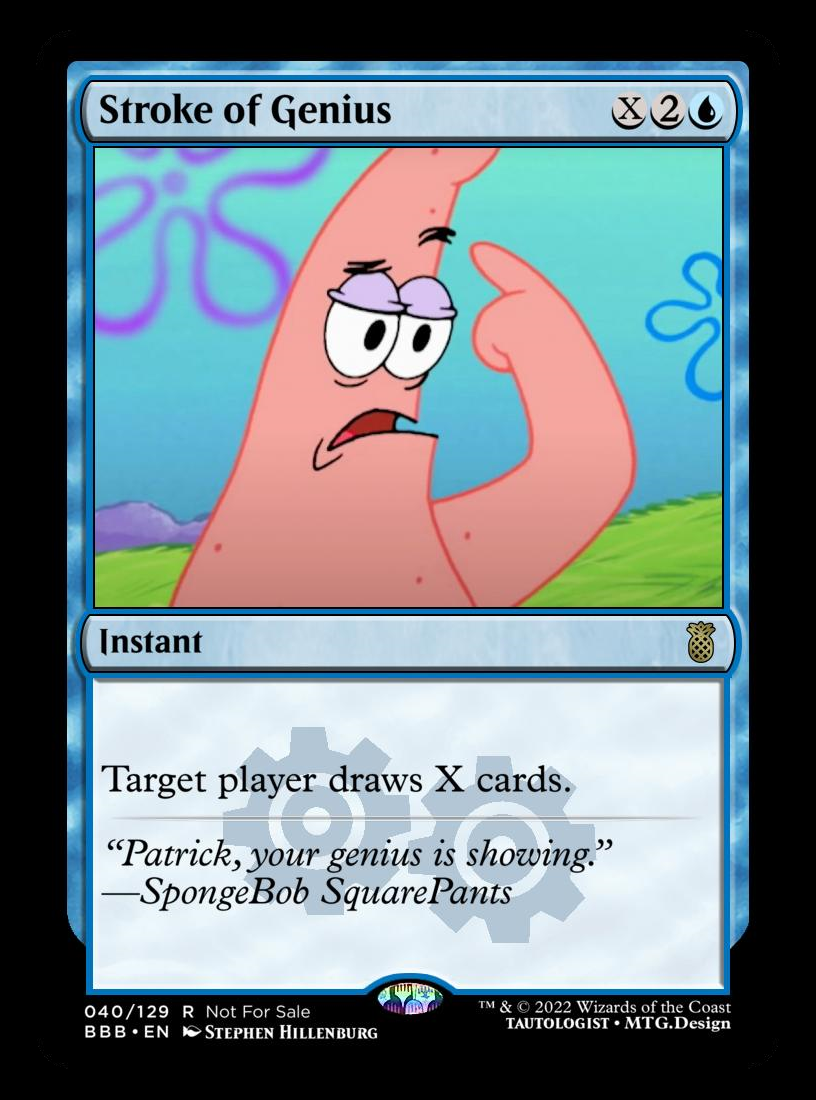 Stroke of Genius X2
Instant
Target player draws X cards.
“Patrick, your genius is showing.”
—SpongeBob SquarePants
040/129 R Not For Sale
BBB • EN STEPHEN HILLENBURG
™ & © 2022 Wizards of the Coast
TAUTOLOGIST • MTG.Design